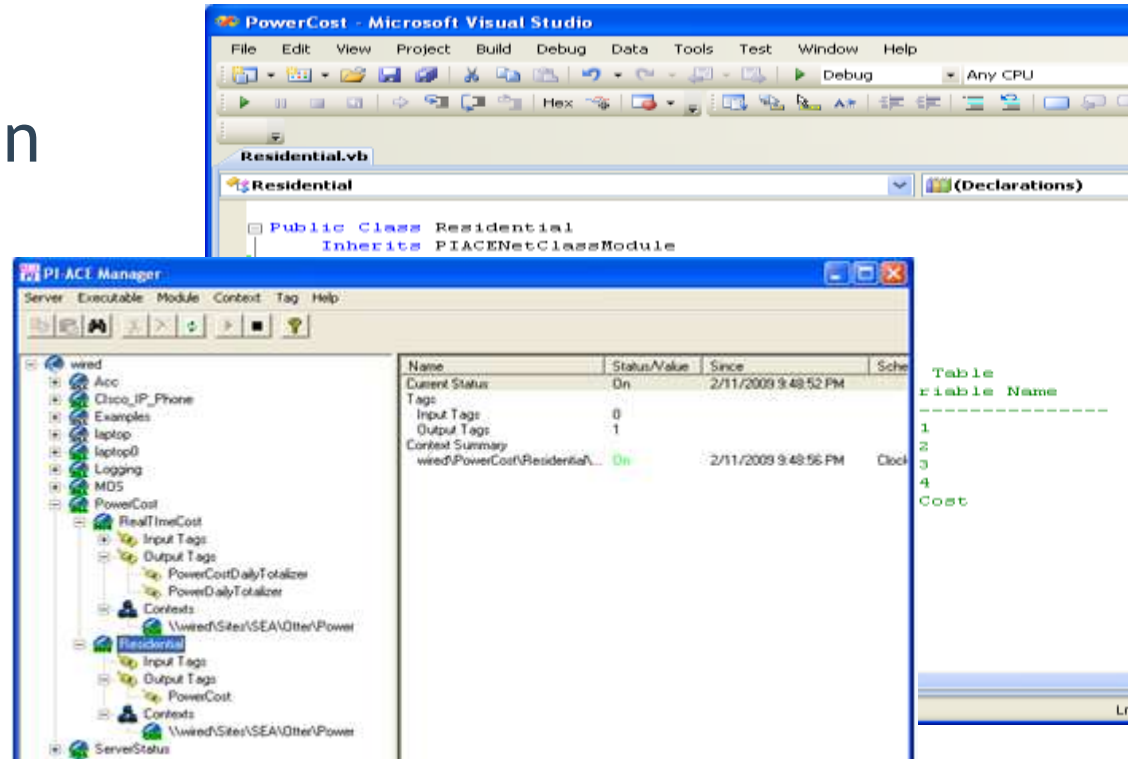 n
PowerCost - Microsoft Visual Studio
File Edit View Project Build Debug Data Tools Test Window Help
Debug Any CPU
Hex
Residential.vb
Residential (Declarations)
Public Class Residential
Inherits PIACENetClassModule
Table
riable Name
----------------
1
2
3
4
Cost
Ln
PI-ACE Manager
Server Executable Module Context Tag Help
wired
Acc
Cisco_IP_Phone
Examples
laptop
laptop0
Logging
MDS
PowerCost
RealTimeCost
Input Tags
Output Tags
PowerCostDailyTotalizer
PowerDailyTotalizer
Contexts
\\wired\Sites\SEA\Otter\Power
Residential
Input Tags
Output Tags
PowerCost
Contexts
\\wired\Sites\SEA\Otter\Power
ServerStatus
Name Status/Value Since Sche
Current Status On 2/11/2009 9:48:52 PM
Tags
Input Tags 0
Output Tags 1
Context Summary
wired\PowerCost\Residential\... On 2/11/2009 9:48:56 PM Clock